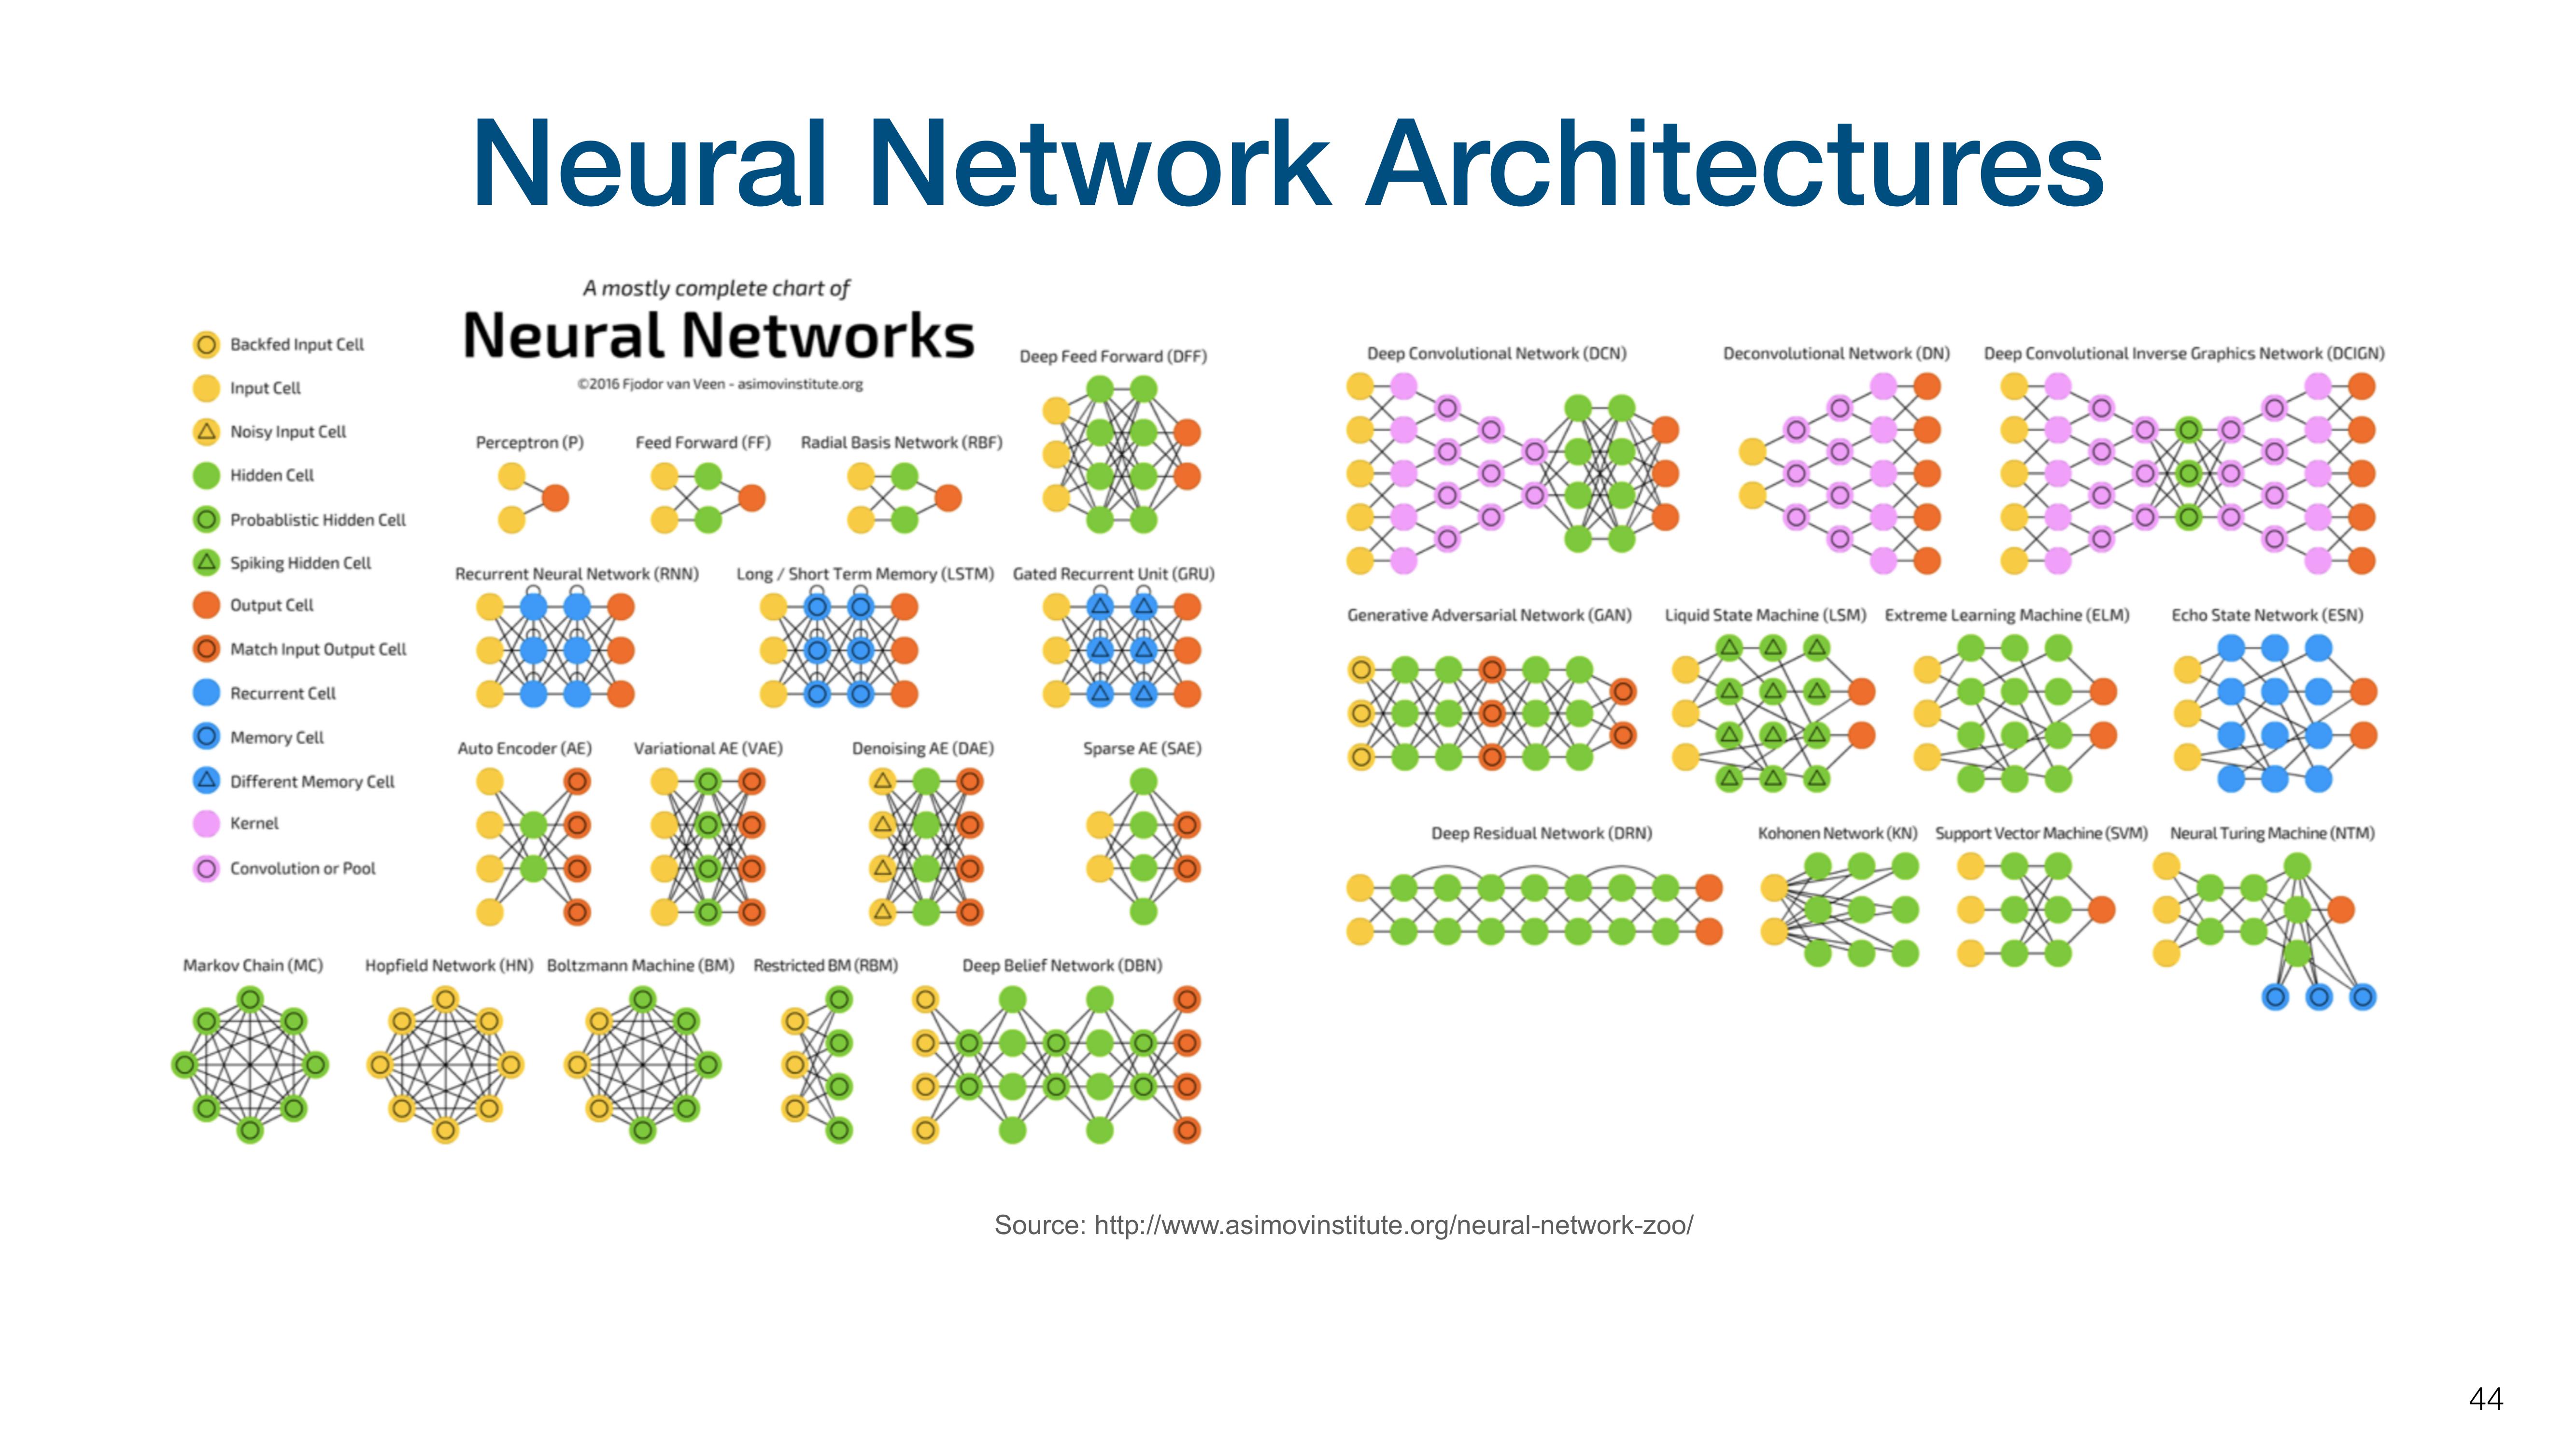 Neural Network Architectures
A mostly complete chart of
Neural Networks
©2016 Fjodor van Veen - asimovinstitute.org
Backfed Input Cell
Input Cell
Noisy Input Cell
Hidden Cell
Probablistic Hidden Cell
Spiking Hidden Cell
Output Cell
Match Input Output Cell
Recurrent Cell
Memory Cell
Different Memory Cell
Kernel
Convolution or Pool
Deep Feed Forward (DFF)
Perceptron (P)
Feed Forward (FF)
Radial Basis Network (RBF)
Recurrent Neural Network (RNN)
Long / Short Term Memory (LSTM)
Gated Recurrent Unit (GRU)
Auto Encoder (AE)
Variational AE (VAE)
Denoising AE (DAE)
Sparse AE (SAE)
Markov Chain (MC)
Hopfield Network (HN)
Boltzmann Machine (BM)
Restricted BM (RBM)
Deep Belief Network (DBN)
Deep Convolutional Network (DCN)
Deconvolutional Network (DN)
Deep Convolutional Inverse Graphics Network (DCIGN)
Generative Adversarial Network (GAN)
Liquid State Machine (LSM)
Extreme Learning Machine (ELM)
Echo State Network (ESN)
Deep Residual Network (DRN)
Kohonen Network (KN)
Support Vector Machine (SVM)
Neural Turing Machine (NTM)
Source: http://www.asimovinstitute.org/neural-network-zoo/
44